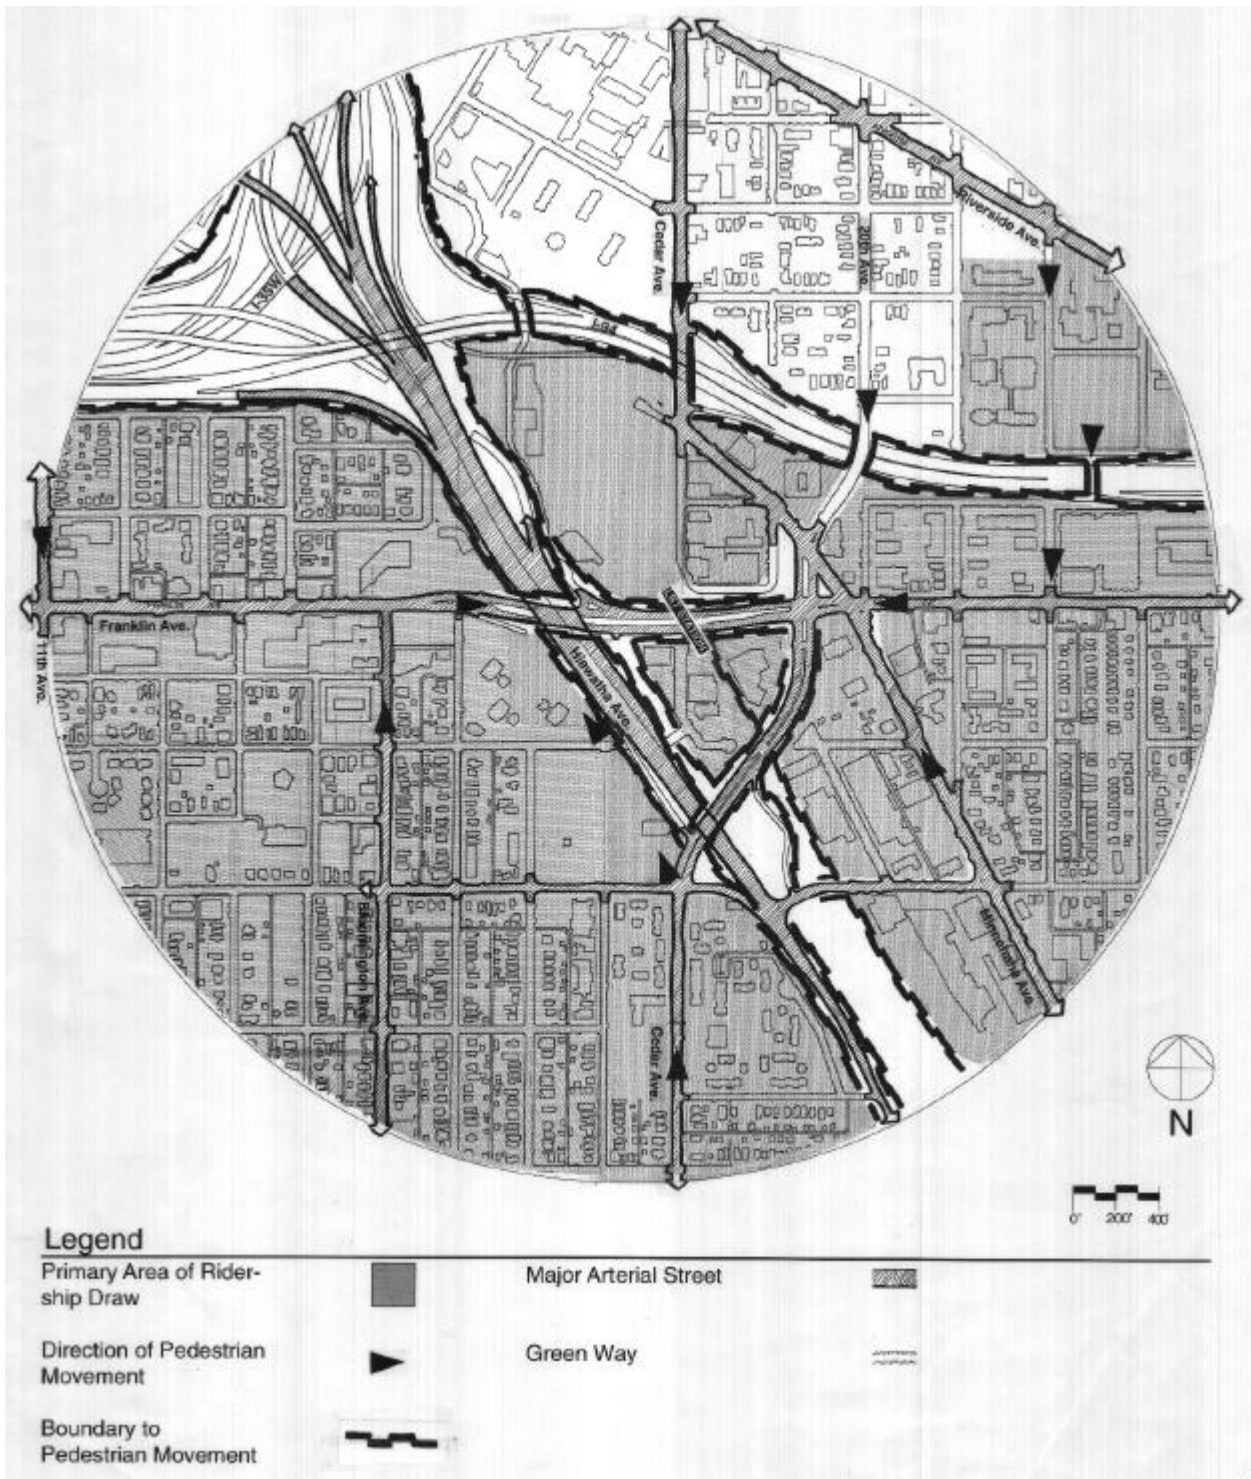 Riverside Ave.
Cedar Ave.
20th Ave.
I-35W
I-94
Franklin Ave.
11th Ave.
Hiawatha Ave.
Bloomington Ave.
Minnehaha Ave.
Cedar Ave.
N
0' 200' 400'
Legend
Primary Area of Rider-
ship Draw
Major Arterial Street
Direction of Pedestrian
Movement
Green Way
Boundary to
Pedestrian Movement